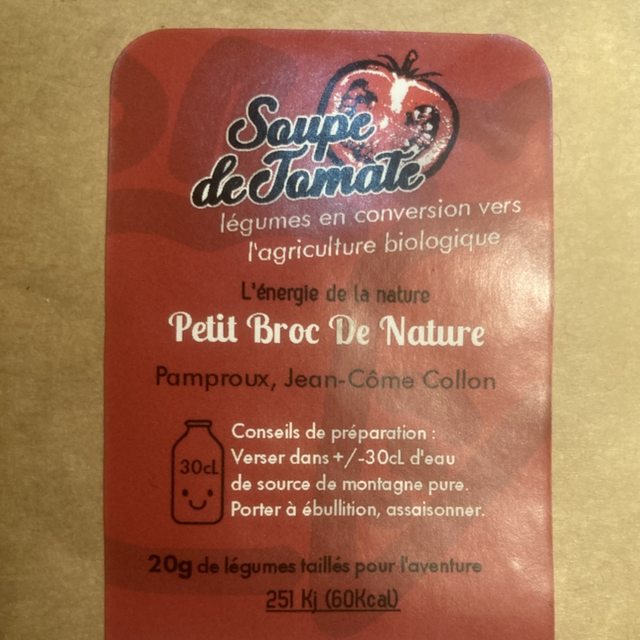 Soupe
de Tomate
légumes en conversion vers
l'agriculture biologique
L'énergie de la nature
Petit Broc De Nature
Pamproux, Jean-Côme Collon
Conseils de préparation :
Verser dans +/-30cL d'eau
de source de montagne pure.
Porter à ébullition, assaisonner.
30cL
20g de légumes taillés pour l'aventure
251 Kj (60Kcal)